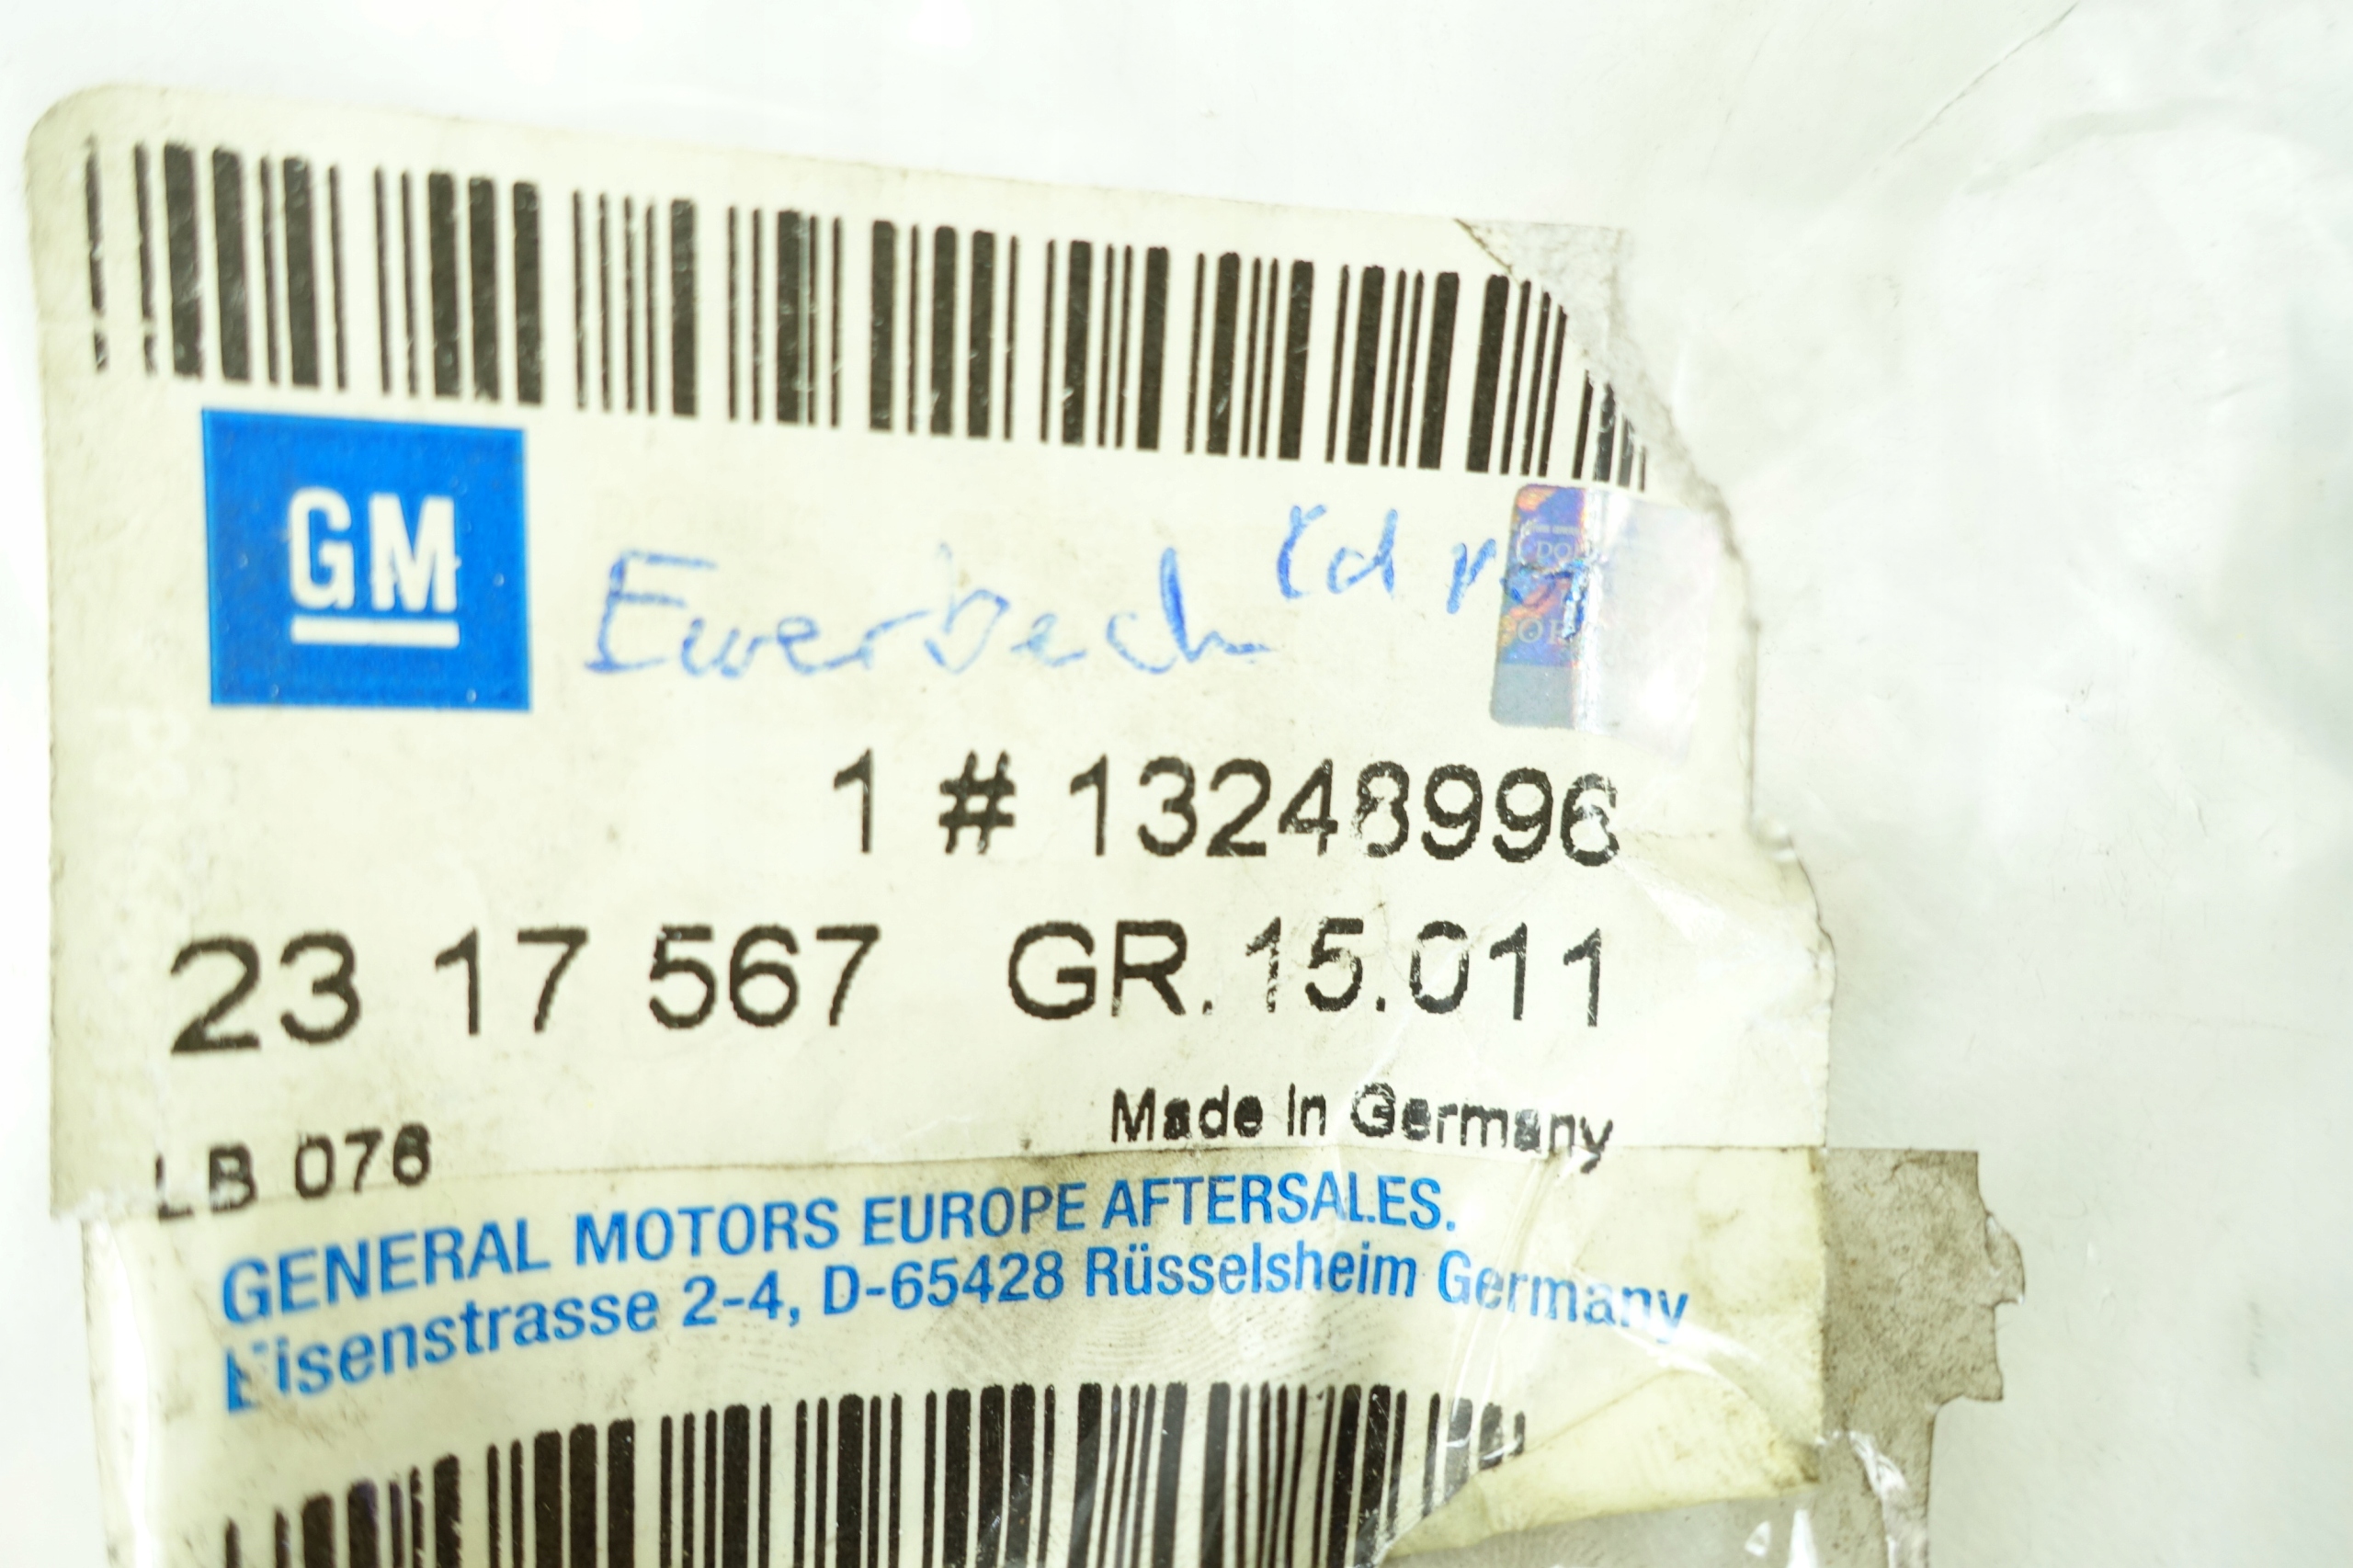 GM
Ewerbeck
1 # 13248996
23 17 567 GR. 15.011
Made in Germany
LB 076
GENERAL MOTORS EUROPE AFTERSALES.
Eisenstrasse 2-4, D-65428 Rüsselsheim Germany